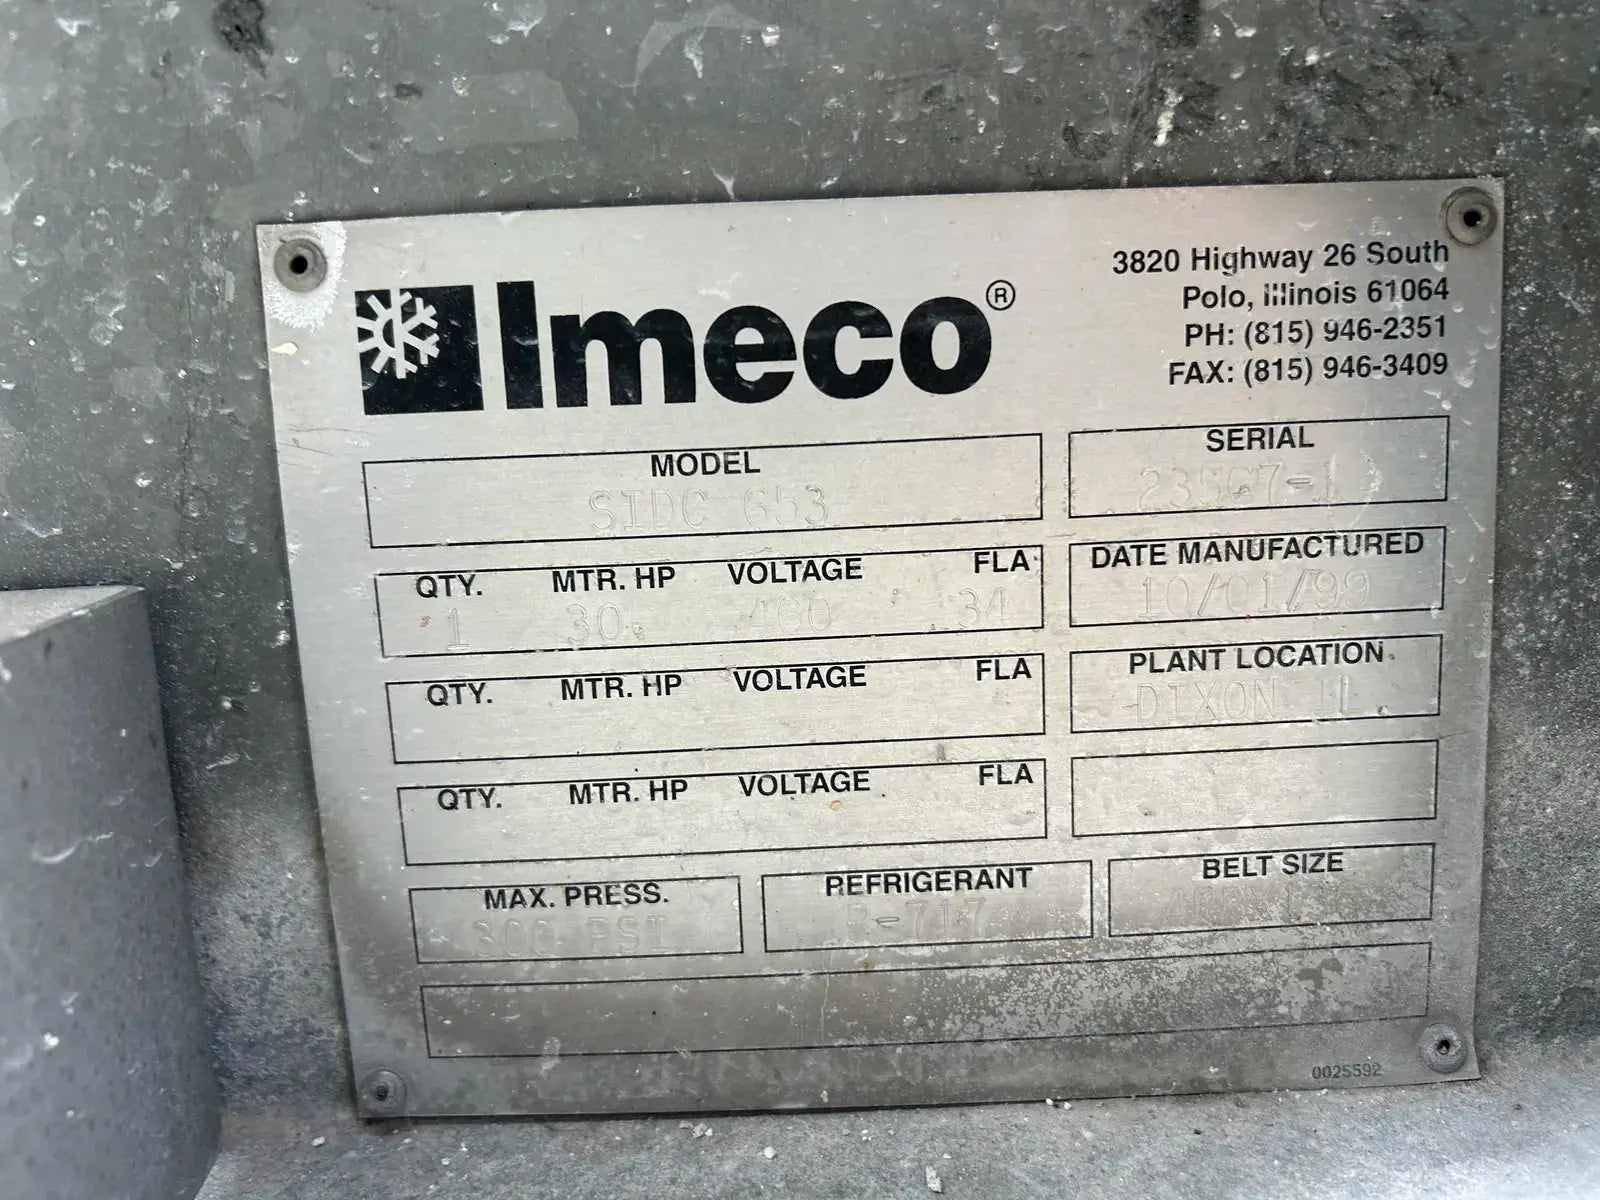 Imeco®
3820 Highway 26 South
Polo, Illinois 61064
PH: (815) 946-2351
FAX: (815) 946-3409
MODEL
SIDC 653
SERIAL
QTY. MTR. HP VOLTAGE FLA
1 30 460 34
DATE MANUFACTURED
10/01/99
QTY. MTR. HP VOLTAGE FLA
PLANT LOCATION
DIXON IL
QTY. MTR. HP VOLTAGE FLA
MAX. PRESS.
300 PSI
REFRIGERANT
R-717
BELT SIZE
0025592